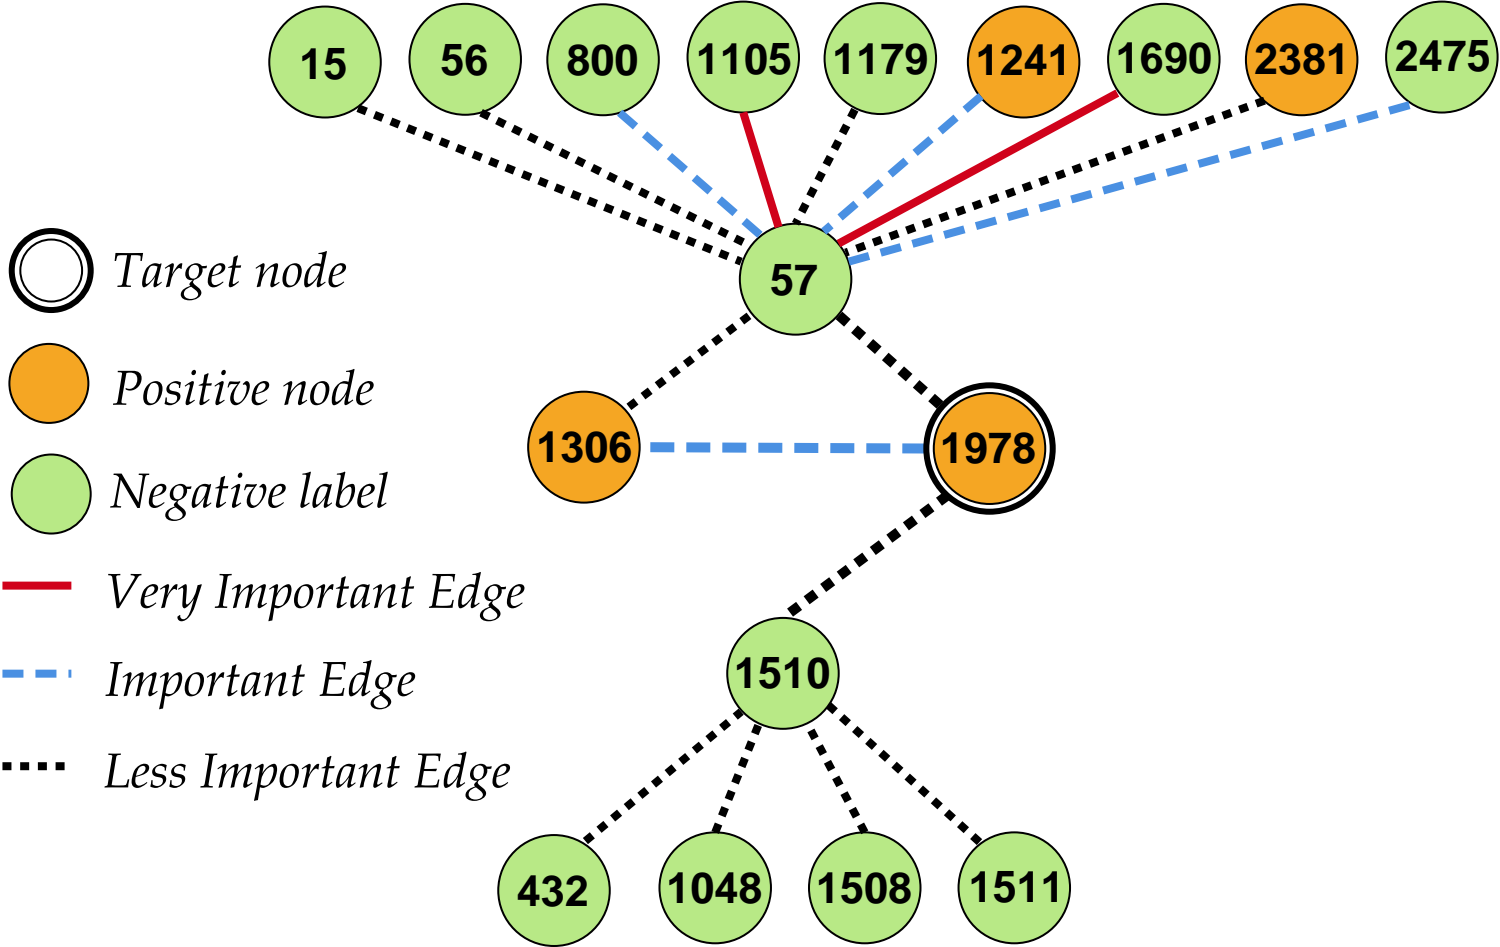 15 56 800 1105 1179 1241 1690 2381 2475
57
Target node
Positive node
1306 1978
Negative label
Very Important Edge
Important Edge
1510
Less Important Edge
432 1048 1508 1511